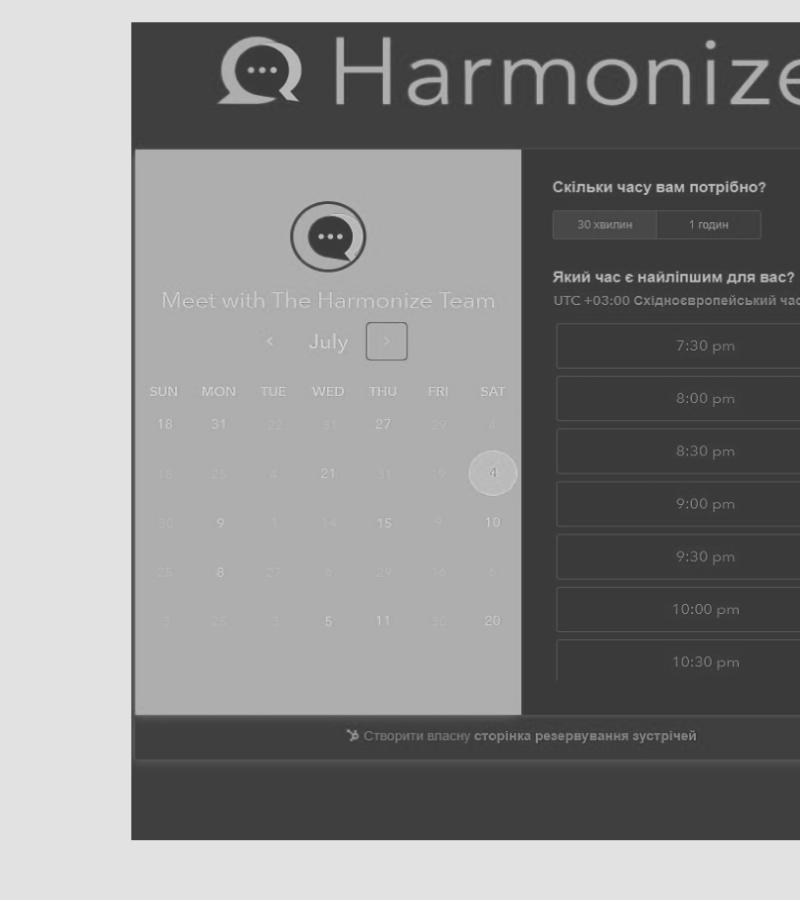 Harmonize
Meet with The Harmonize Team
July
SUN MON TUE WED THU FRI SAT
18 31 22 31 27 29 4
18 25 4 21 31 9 4
30 9 1 14 15 9 10
25 8 27 6 29 16 6
3 25 3 5 11 30 20
Скільки часу вам потрібно?
30 хвилин 1 годин
Який час є найліпшим для вас?
UTC +03:00 Східноєвропейський час
7:30 pm
8:00 pm
8:30 pm
9:00 pm
9:30 pm
10:00 pm
10:30 pm
Створити власну сторінка резервування зустрічей